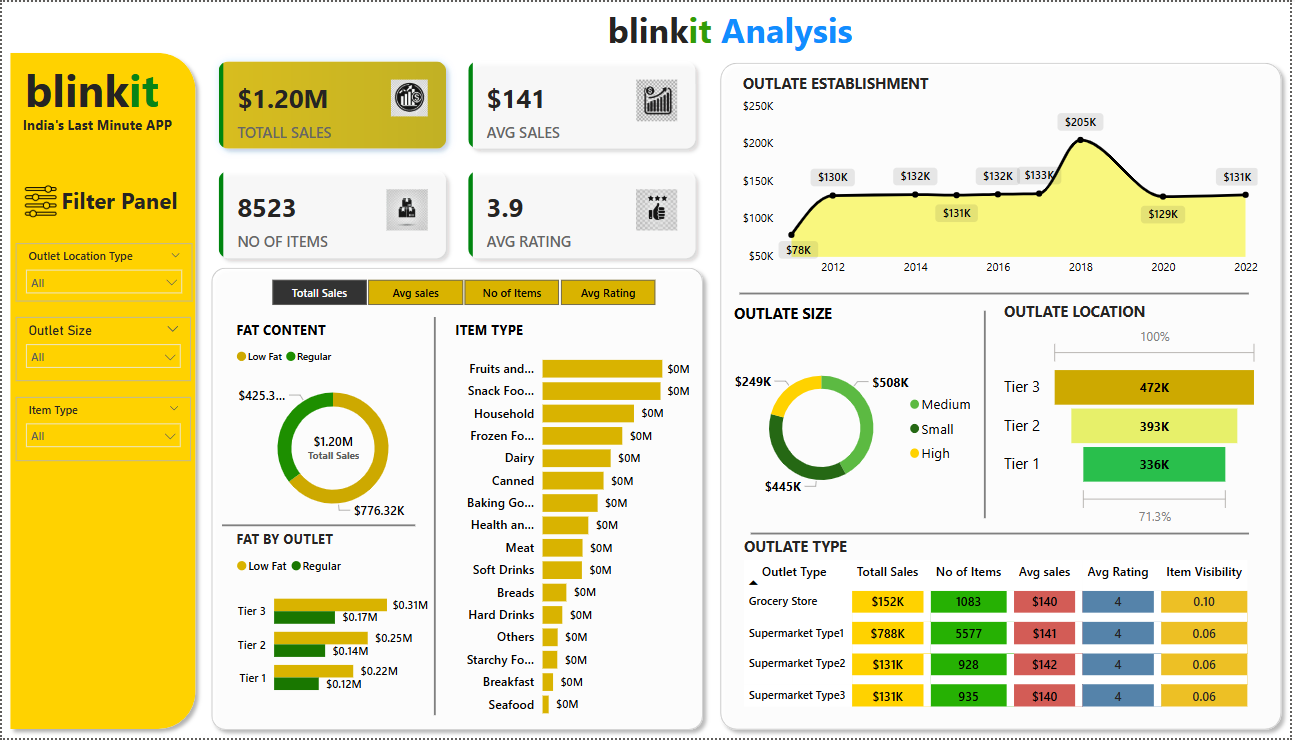 blinkit Analysis
blinkit
India's Last Minute APP
Filter Panel
Outlet Location Type
All
Outlet Size
All
Item Type
All
$1.20M
TOTALL SALES
$141
AVG SALES
8523
NO OF ITEMS
3.9
AVG RATING
Totall Sales Avg sales No of Items Avg Rating
FAT CONTENT
Low Fat Regular
$425.3...
$1.20M
Totall Sales
$776.32K
FAT BY OUTLET
Low Fat Regular
Tier 3 $0.31M
$0.17M
Tier 2 $0.25M
$0.14M
Tier 1 $0.22M
$0.12M
ITEM TYPE
Fruits and... $0M
Snack Foo... $0M
Household $0M
Frozen Fo... $0M
Dairy $0M
Canned $0M
Baking Go... $0M
Health an... $0M
Meat $0M
Soft Drinks $0M
Breads $0M
Hard Drinks $0M
Others $0M
Starchy Fo... $0M
Breakfast $0M
Seafood $0M
OUTLATE ESTABLISHMENT
$250K
$200K
$150K
$100K
$50K
$78K $130K $132K $131K $132K $133K $205K $129K $131K
2012 2014 2016 2018 2020 2022
OUTLATE SIZE
$249K
$508K
$445K
Medium
Small
High
OUTLATE LOCATION
100%
Tier 3 472K
Tier 2 393K
Tier 1 336K
71.3%
OUTLATE TYPE
Outlet Type Totall Sales No of Items Avg sales Avg Rating Item Visibility
Grocery Store $152K 1083 $140 4 0.10
Supermarket Type1 $788K 5577 $141 4 0.06
Supermarket Type2 $131K 928 $142 4 0.06
Supermarket Type3 $131K 935 $140 4 0.06